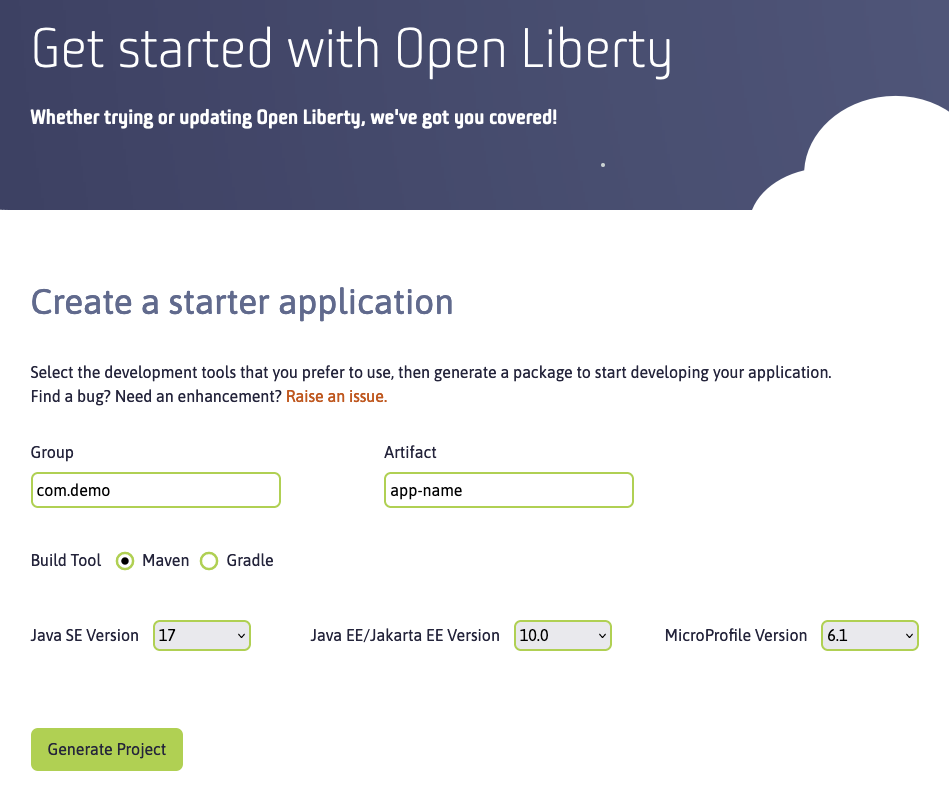 Get started with Open Liberty
Whether trying or updating Open Liberty, we've got you covered!
Create a starter application
Select the development tools that you prefer to use, then generate a package to start developing your application.
Find a bug? Need an enhancement? Raise an issue.
Group Artifact
com.demo app-name
Build Tool Maven Gradle
Java SE Version 17 Java EE/Jakarta EE Version 10.0 MicroProfile Version 6.1
Generate Project